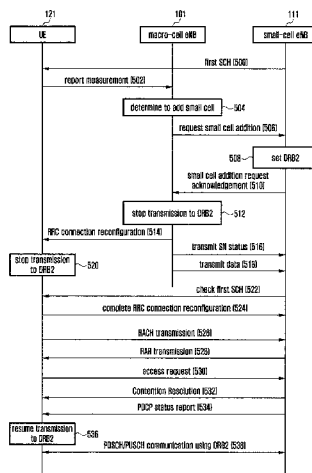 121
101
111
UE
macro-cell eNB
small-cell eNB
first SCH (500)
report measurement (502)
determine to add small cell
504
request small cell addition (506)
508
set DRB2
small cell addition request
acknowledgement (510)
stop transmission to DRB2
512
RRC connection reconfiguration (514)
transmit SN status (516)
stop transmission
to DRB2
520
transmit data (518)
check first SCH (522)
complete RRC connection reconfiguration (524)
RACH transmission (526)
RAR transmission (528)
access request (530)
Contention Resolution (532)
PDCP status report (534)
resume transmission
to DRB2
536
PDSCH/PUSCH communication using DRB2 (538)